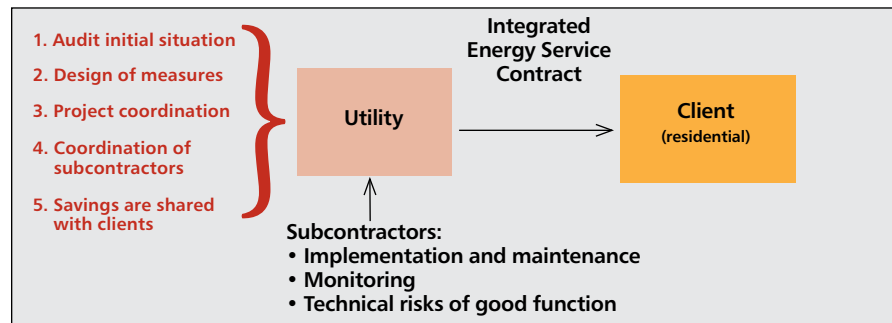 1. Audit initial situation
2. Design of measures
3. Project coordination
4. Coordination of
subcontractors
5. Savings are shared
with clients
Utility
Integrated
Energy Service
Contract
Client
(residential)
Subcontractors:
• Implementation and maintenance
• Monitoring
• Technical risks of good function